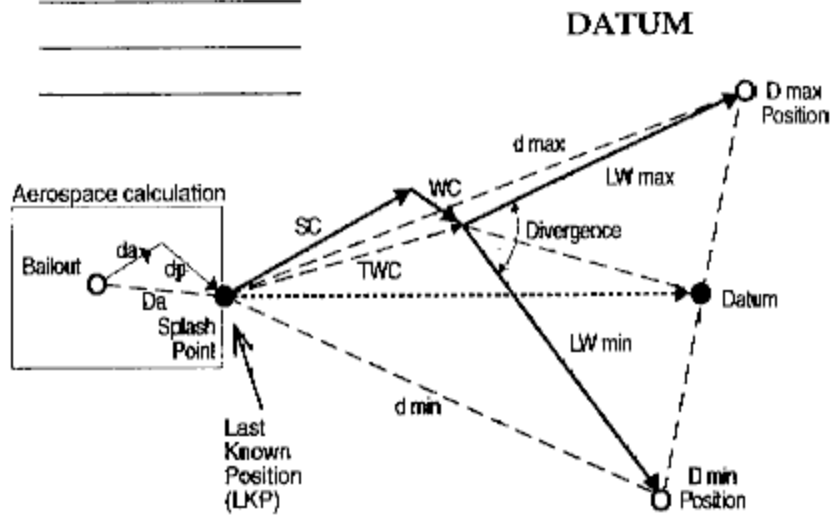 DATUM
D max
Position
d max
LW max
WC
SC
Divergence
TWC
Aerospace calculation
Bailout
da
dp
Da
Splash
Point
Datum
LW min
d min
Last
Known
Position
(LKP)
D min
Position